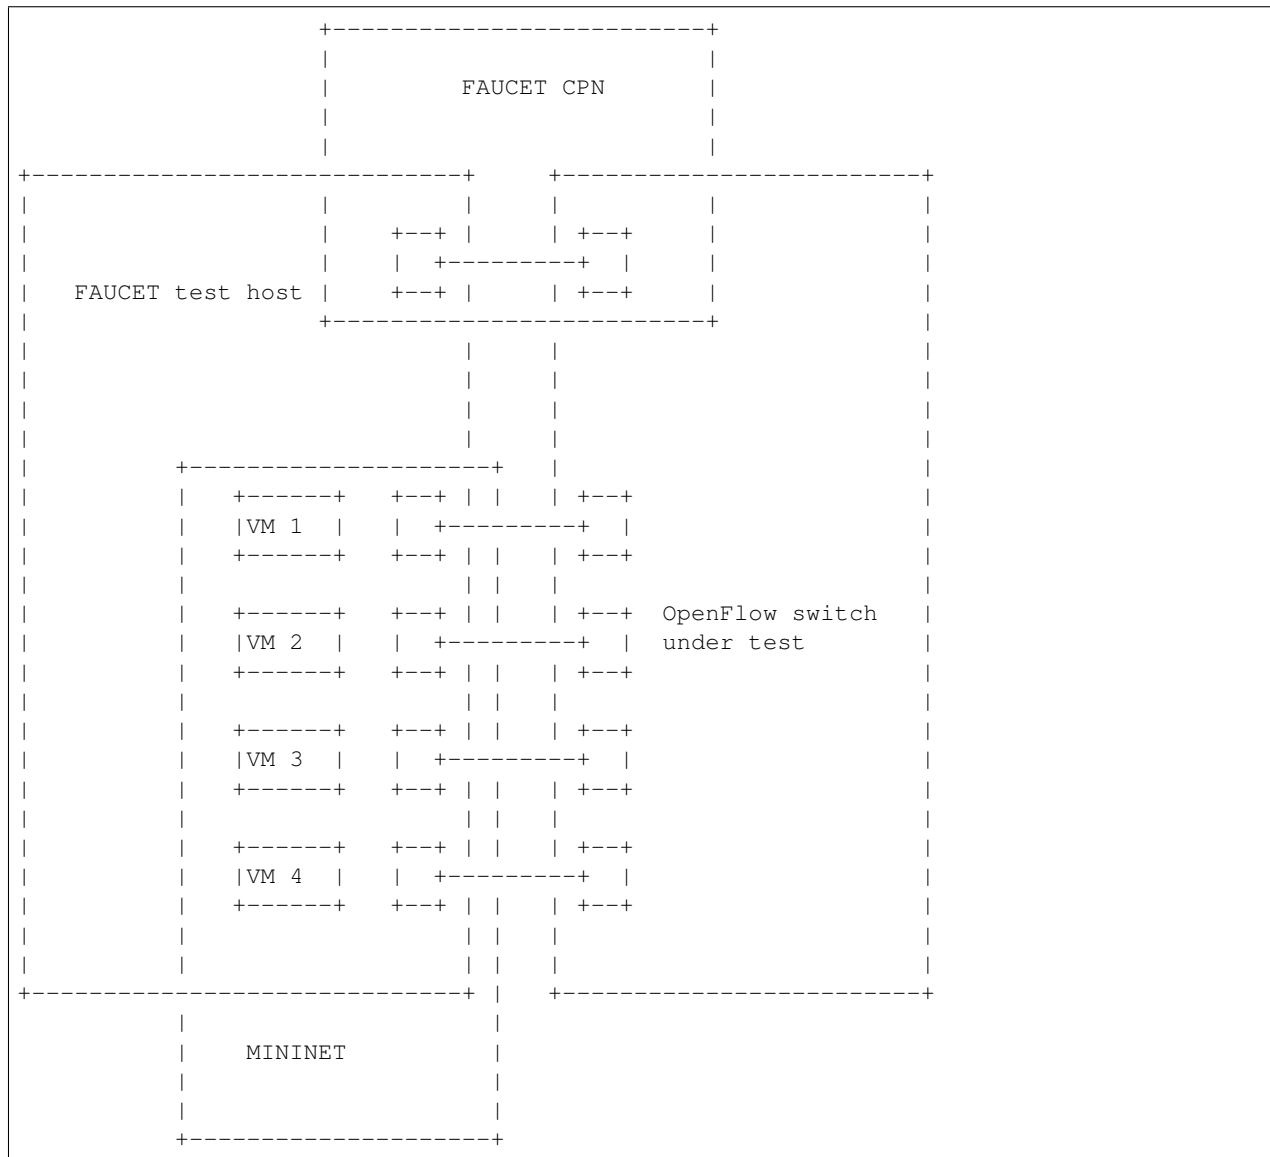 FAUCET CPN
FAUCET test host
VM 1
VM 2
OpenFlow switch
under test
VM 3
VM 4
MININET